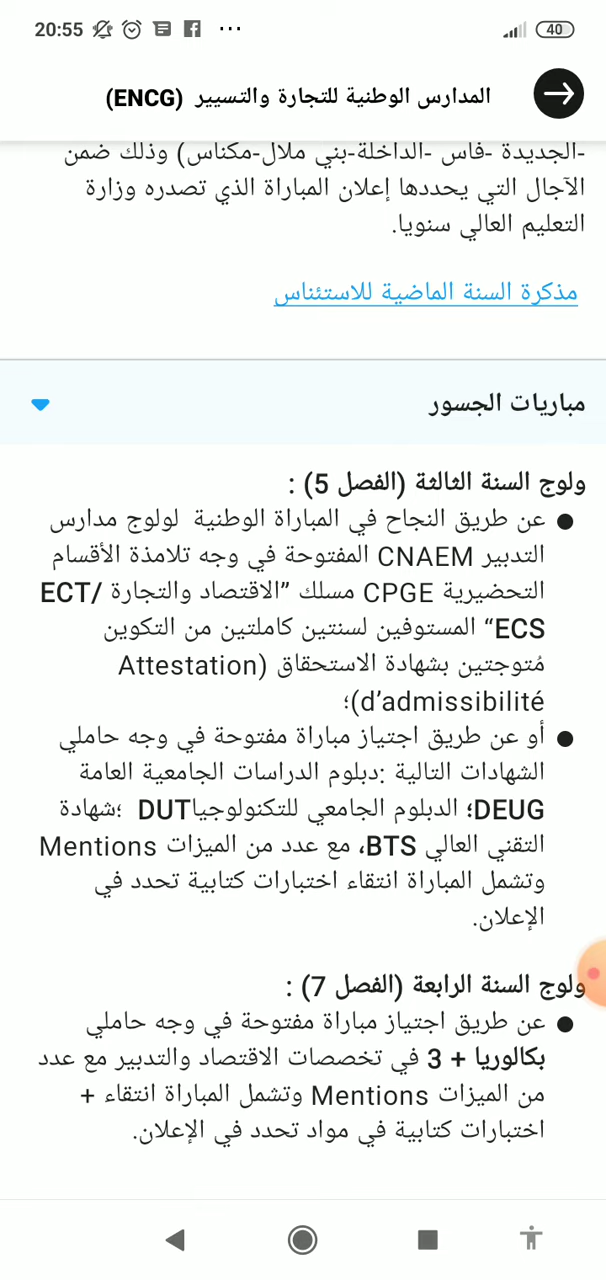 20:55 ... 40
المدارس الوطنية للتجارة والتسيير (ENCG)
-الجديدة -فاس -الداخلة-بني ملال-مكناس) وذلك ضمن
الآجال التي يحددها إعلان المباراة الذي تصدره وزارة
التعليم العالي سنويا.
مذكرة السنة الماضية للاستئناس
مباريات الجسور
ولوج السنة الثالثة (الفصل 5) :
● عن طريق النجاح في المباراة الوطنية لولوج مدارس
التدبير CNAEM المفتوحة في وجه تلامذة الأقسام
التحضيرية CPGE مسلك ”الاقتصاد والتجارة ECT/
ECS“ المستوفين لسنتين كاملتين من التكوين
مُتوجتين بشهادة الاستحقاق (Attestation
d’admissibilité)؛
● أو عن طريق اجتياز مباراة مفتوحة في وجه حاملي
الشهادات التالية :دبلوم الدراسات الجامعية العامة
DEUG؛ الدبلوم الجامعي للتكنولوجياDUT ؛شهادة
التقني العالي BTS، مع عدد من الميزات Mentions
وتشمل المباراة انتقاء اختبارات كتابية تحدد في
الإعلان.
ولوج السنة الرابعة (الفصل 7) :
● عن طريق اجتياز مباراة مفتوحة في وجه حاملي
بكالوريا + 3 في تخصصات الاقتصاد والتدبير مع عدد
من الميزات Mentions وتشمل المباراة انتقاء +
اختبارات كتابية في مواد تحدد في الإعلان.